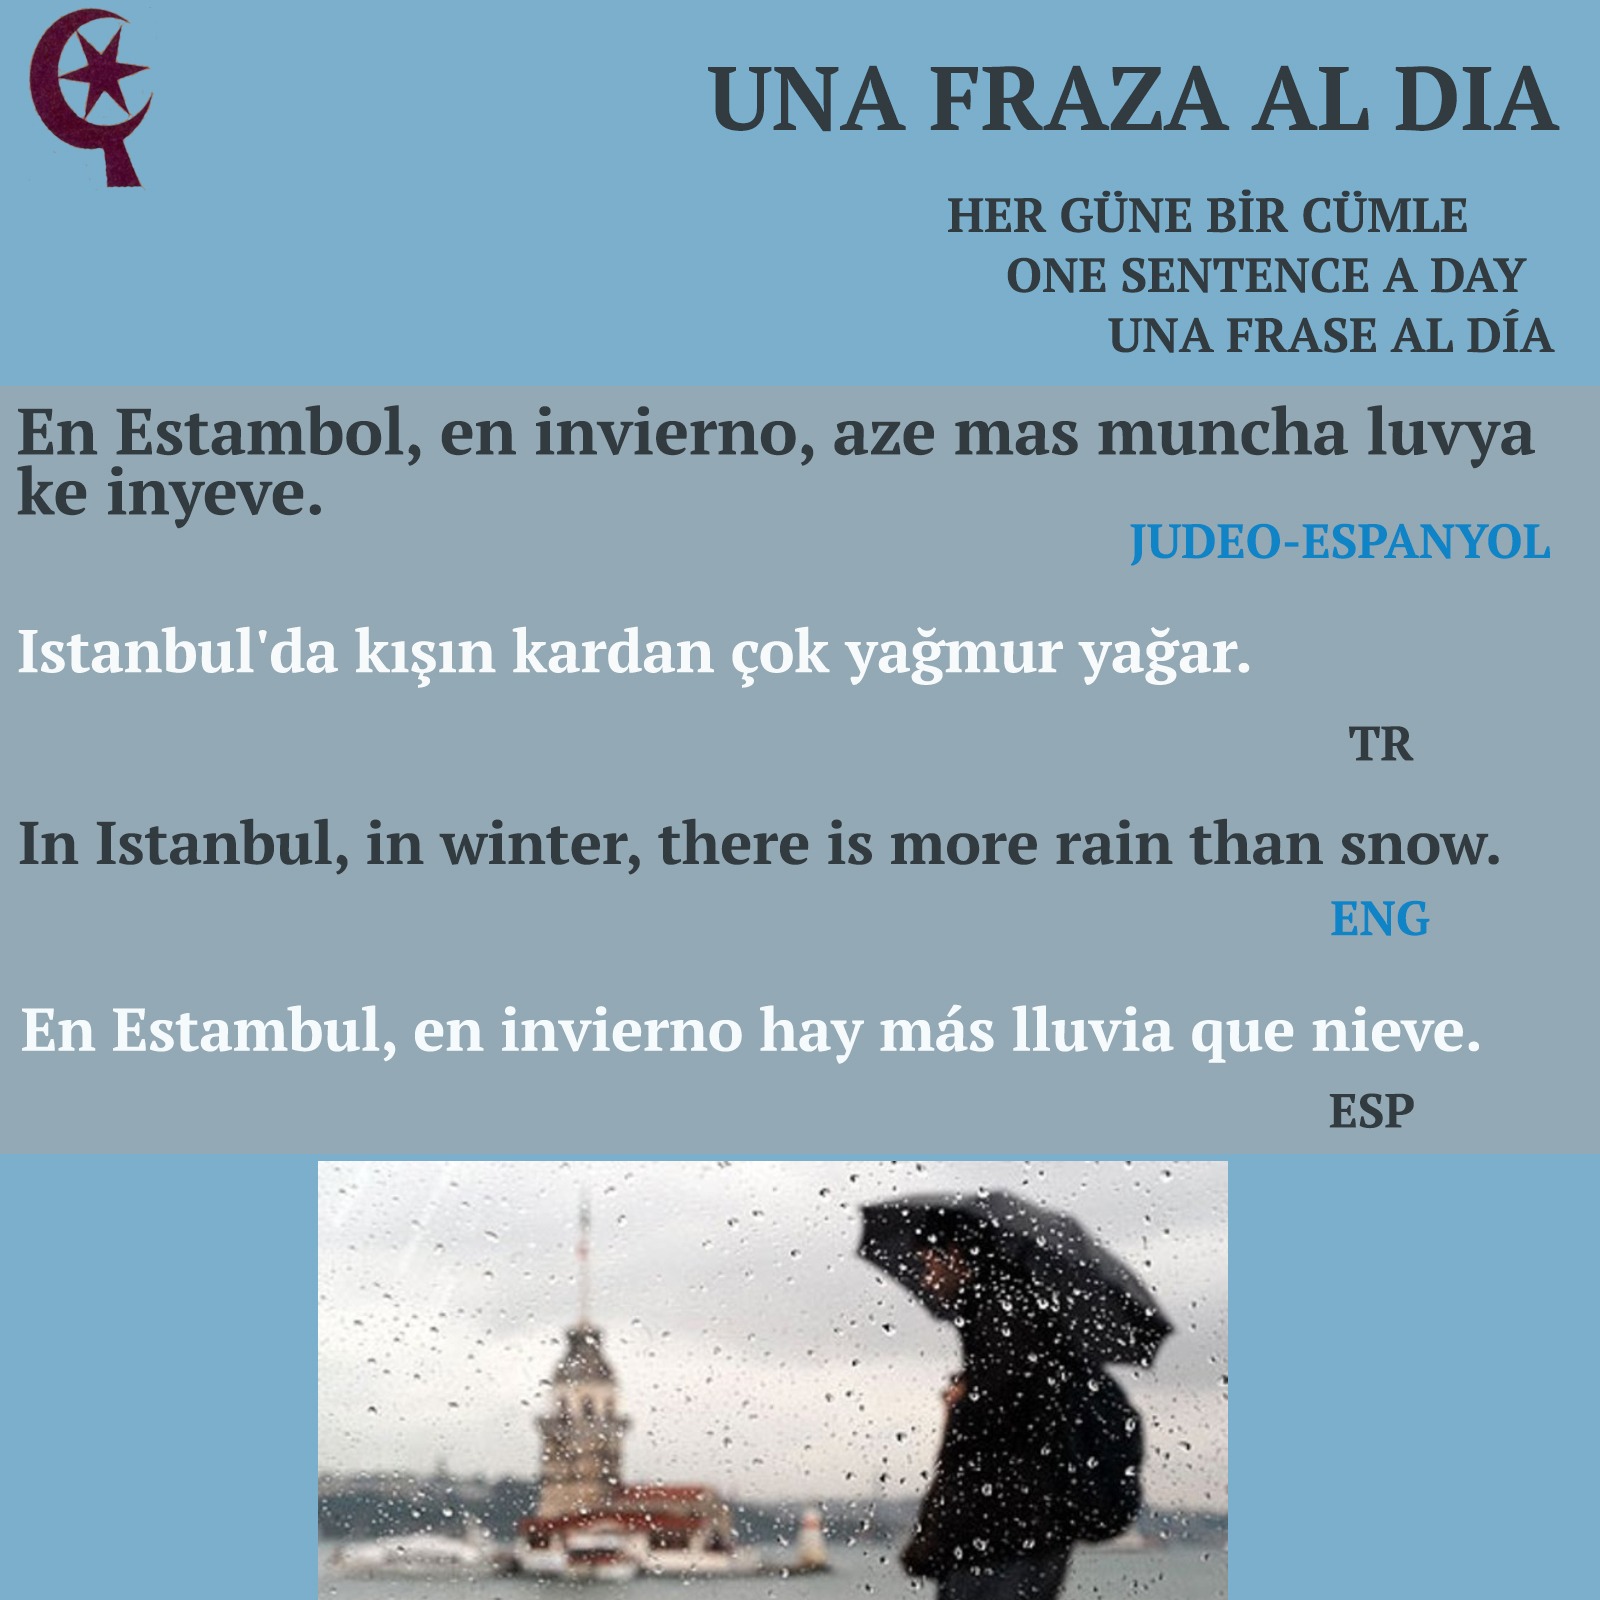 UNA FRAZA AL DIA
HER GÜNE BİR CÜMLE
ONE SENTENCE A DAY
UNA FRASE AL DÍA
En Estambol, en invierno, aze mas muncha luvya
ke inyeve.
JUDEO-ESPANYOL
Istanbul'da kışın kardan çok yağmur yağar.
TR
In Istanbul, in winter, there is more rain than snow.
ENG
En Estambul, en invierno hay más lluvia que nieve.
ESP